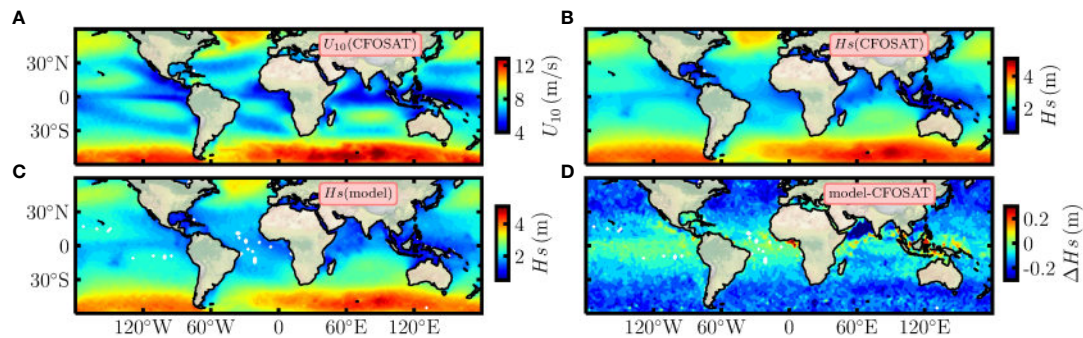 A
B
U10(CFOSAT)
Hs(CFOSAT)
30°N
0
30°S
12
8
4
U10 (m/s)
4
2
Hs (m)
C
D
Hs(model)
model-CFOSAT
30°N
0
30°S
4
2
Hs (m)
0.2
0
-0.2
ΔHs (m)
120°W
60°W
0
60°E
120°E
120°W
60°W
0
60°E
120°E